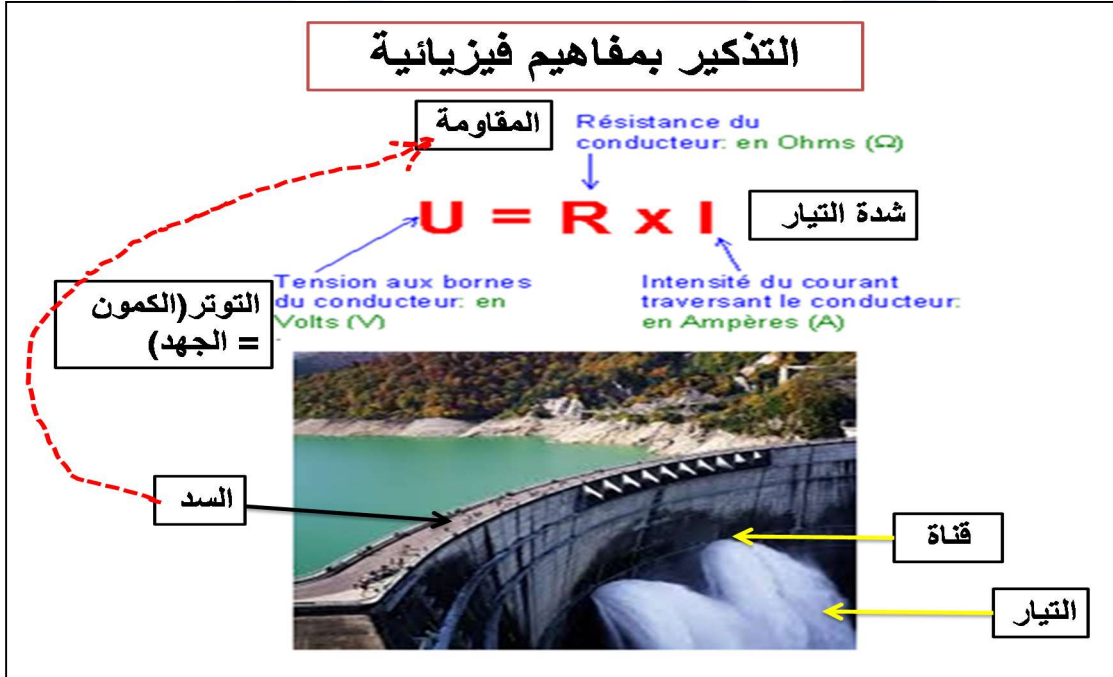 التذكير بمفاهيم فيزيائية
المقاومة
Résistance du
conducteur: en Ohms (Ω)
U = R x I
شدة التيار
Tension aux bornes
du conducteur: en
Volts (V)
التوتر(الكمون
= الجهد)
Intensité du courant
traversant le conducteur:
en Ampères (A)
السد
قناة
التيار